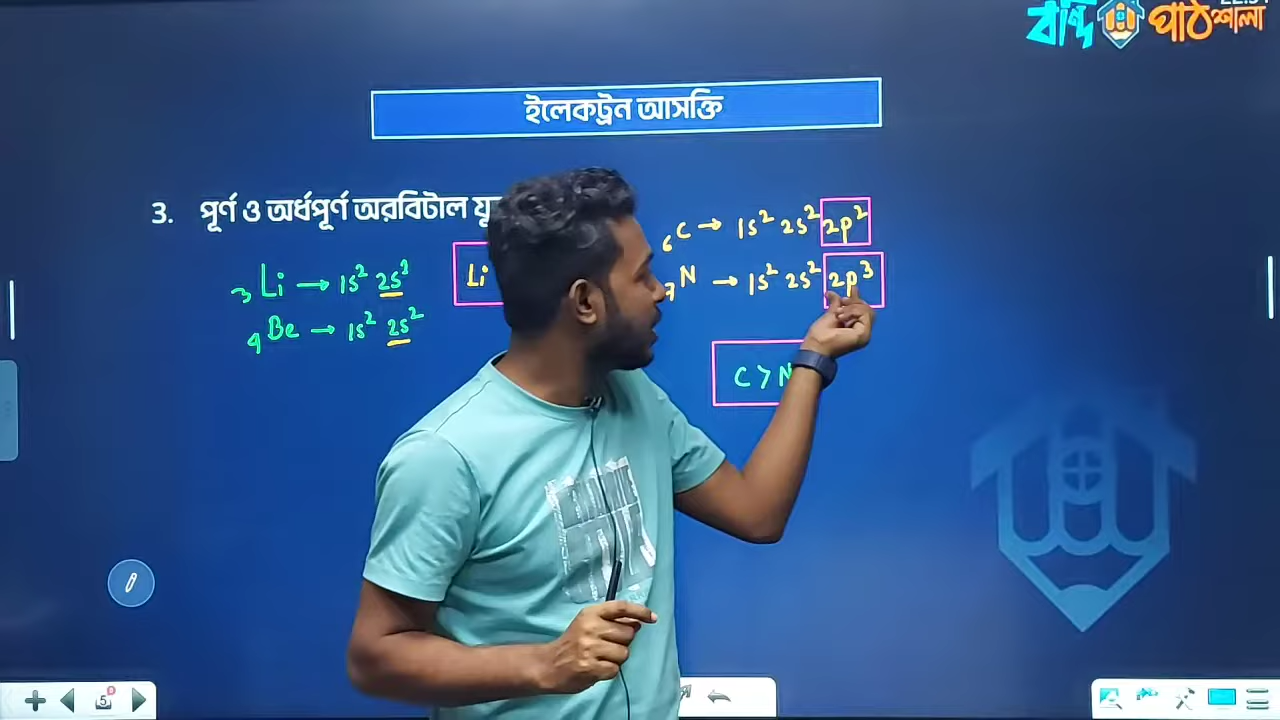 বন্দি পাঠশালা
ইলেকট্রন আসক্তি
3. পূর্ণ ও অর্ধপূর্ণ অরবিটাল
₃Li → 1s² 2s¹
₄Be → 1s² 2s²
Li
₆C → 1s² 2s² 2p²
₇N → 1s² 2s² 2p³
C > N
5